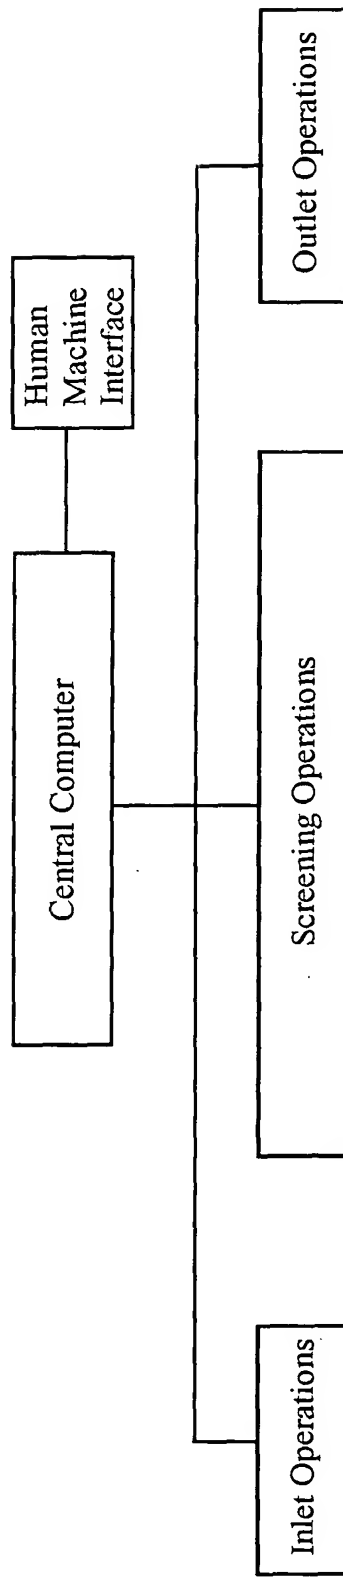 Central Computer
Human
Machine
Interface
Inlet Operations
Screening Operations
Outlet Operations